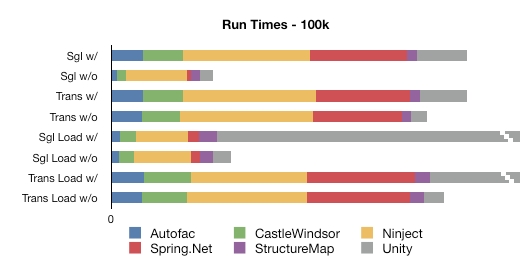 Run Times - 100k
Sgl w/
Sgl w/o
Trans w/
Trans w/o
Sgl Load w/
Sgl Load w/o
Trans Load w/
Trans Load w/o
0
Autofac CastleWindsor Ninject
Spring.Net StructureMap Unity